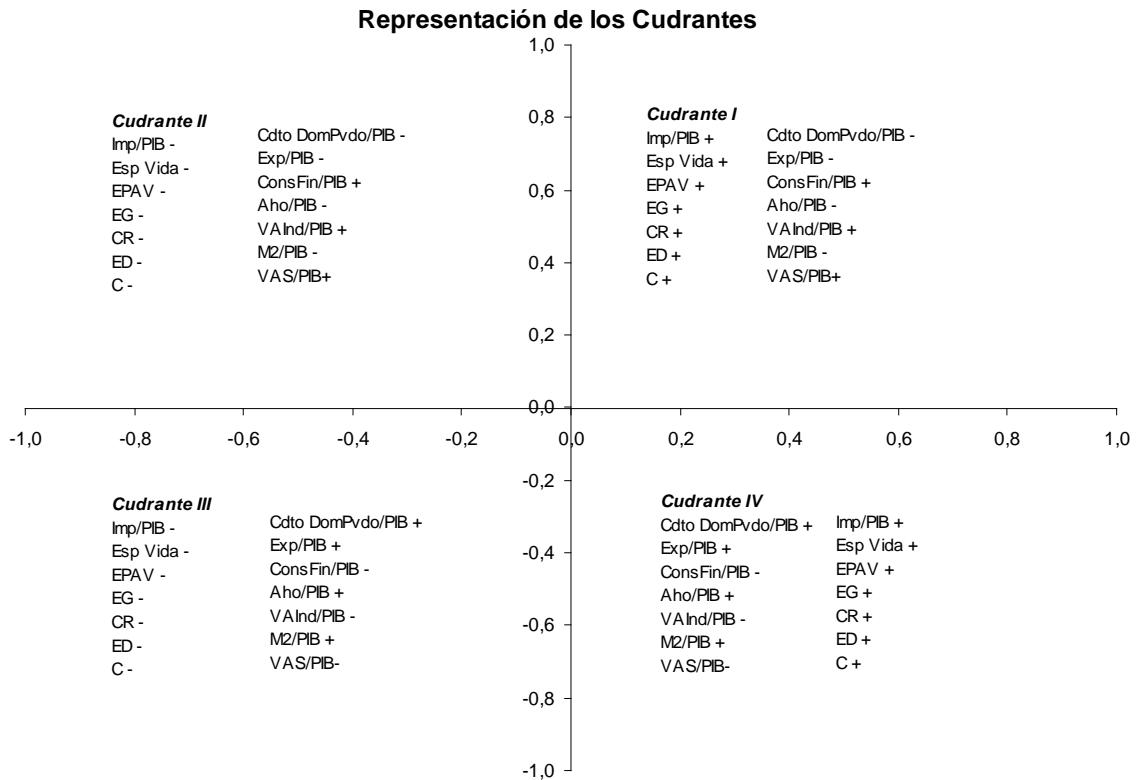 Representación de los Cudrantes
1,0
0,8
0,6
0,4
0,2
0,0
-0,2
-0,4
-0,6
-0,8
-1,0
-1,0 -0,8 -0,6 -0,4 -0,2 0,0 0,2 0,4 0,6 0,8 1,0
Cudrante II
Imp/PIB -
Esp Vida -
EPAV -
EG -
CR -
ED -
C -
Cdto DomPvdo/PIB -
Exp/PIB -
ConsFin/PIB +
Aho/PIB -
VAInd/PIB +
M2/PIB -
VAS/PIB+
Cudrante I
Imp/PIB +
Esp Vida +
EPAV +
EG +
CR +
ED +
C +
Cdto DomPvdo/PIB -
Exp/PIB -
ConsFin/PIB +
Aho/PIB -
VAInd/PIB +
M2/PIB -
VAS/PIB+
Cudrante III
Imp/PIB -
Esp Vida -
EPAV -
EG -
CR -
ED -
C -
Cdto DomPvdo/PIB +
Exp/PIB +
ConsFin/PIB -
Aho/PIB +
VAInd/PIB -
M2/PIB +
VAS/PIB-
Cudrante IV
Cdto DomPvdo/PIB +
Exp/PIB +
ConsFin/PIB -
Aho/PIB +
VAInd/PIB -
M2/PIB +
VAS/PIB-
Imp/PIB +
Esp Vida +
EPAV +
EG +
CR +
ED +
C +